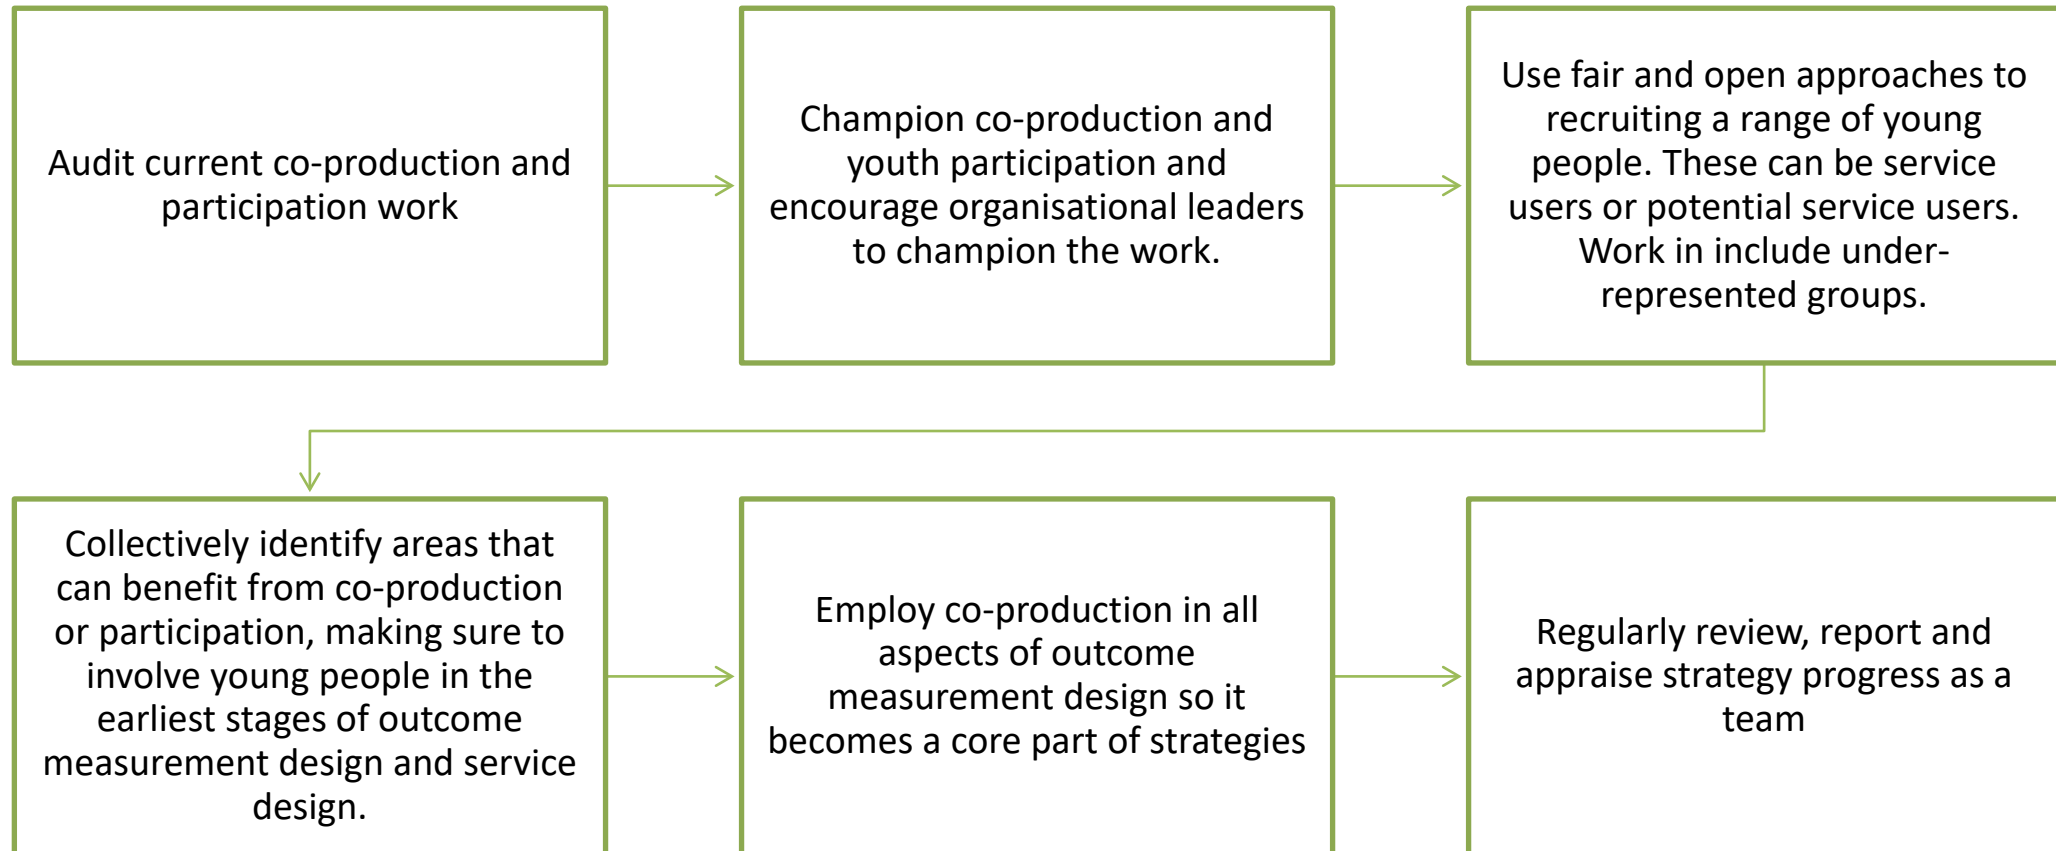 Audit current co-production and
participation work
Champion co-production and
youth participation and
encourage organisational leaders
to champion the work.
Use fair and open approaches to
recruiting a range of young
people. These can be service
users or potential service users.
Work in include under-
represented groups.
Collectively identify areas that
can benefit from co-production
or participation, making sure to
involve young people in the
earliest stages of outcome
measurement design and service
design.
Employ co-production in all
aspects of outcome
measurement design so it
becomes a core part of strategies
Regularly review, report and
appraise strategy progress as a
team